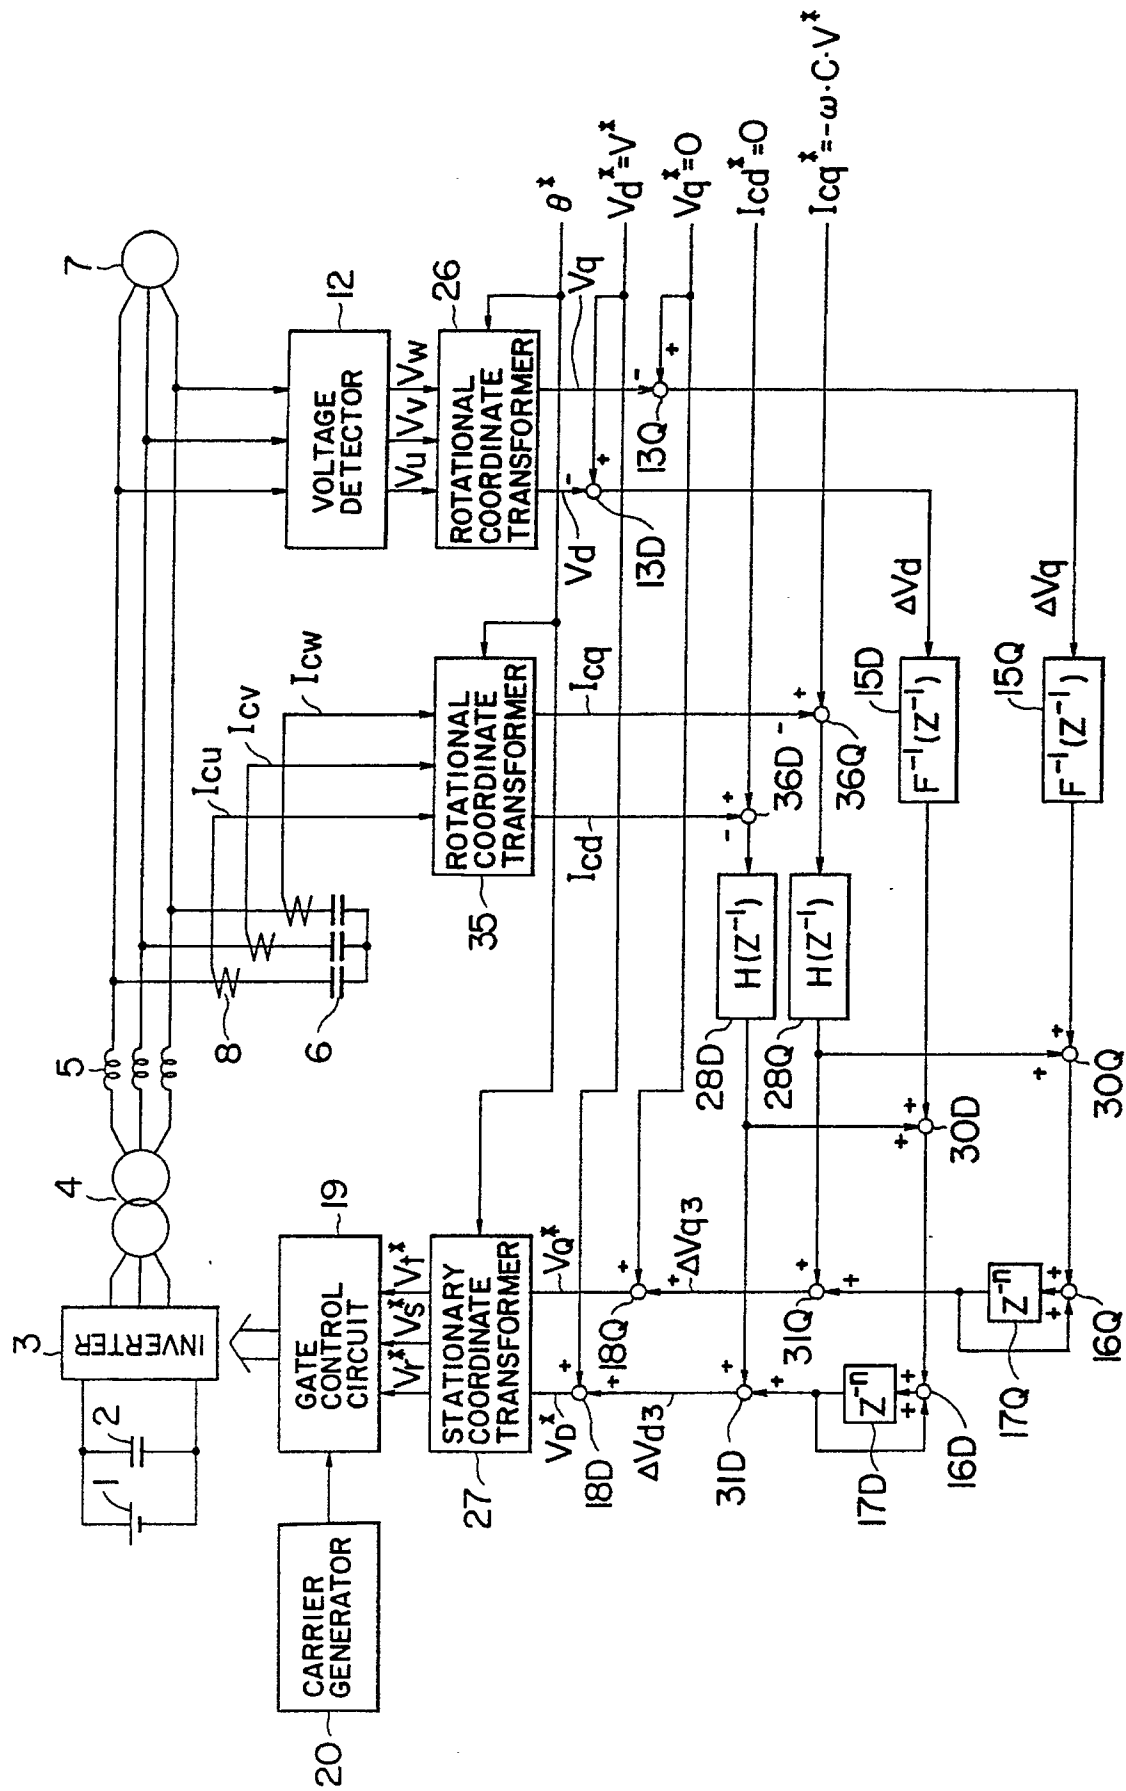 1
2
3
INVERTER
4
5
6
7
8
Icu
Icv
Icw
20
CARRIER
GENERATOR
19
GATE
CONTROL
CIRCUIT
12
VOLTAGE
DETECTOR
Vr* Vs* Vt*
Vu Vv Vw
27
STATIONARY
COORDINATE
TRANSFORMER
35
ROTATIONAL
COORDINATE
TRANSFORMER
26
ROTATIONAL
COORDINATE
TRANSFORMER
VD*
VQ*
Icd
Icq
Vd
Vq
θ*
Vd*=V*
Vq*=0
Icd*=0
Icq*=-ω·C·V*
18D
+
+
18Q
+
+
ΔVd3
ΔVq3
13D
-
+
13Q
-
+
31D
+
+
31Q
+
+
28D
H(Z⁻¹)
28Q
H(Z⁻¹)
36D
-
+
36Q
-
+
17D
Z⁻ⁿ
16D
+
+
30D
+
+
15D
F⁻¹(Z⁻¹)
ΔVd
17Q
Z⁻ⁿ
16Q
+
+
30Q
+
+
15Q
F⁻¹(Z⁻¹)
ΔVq